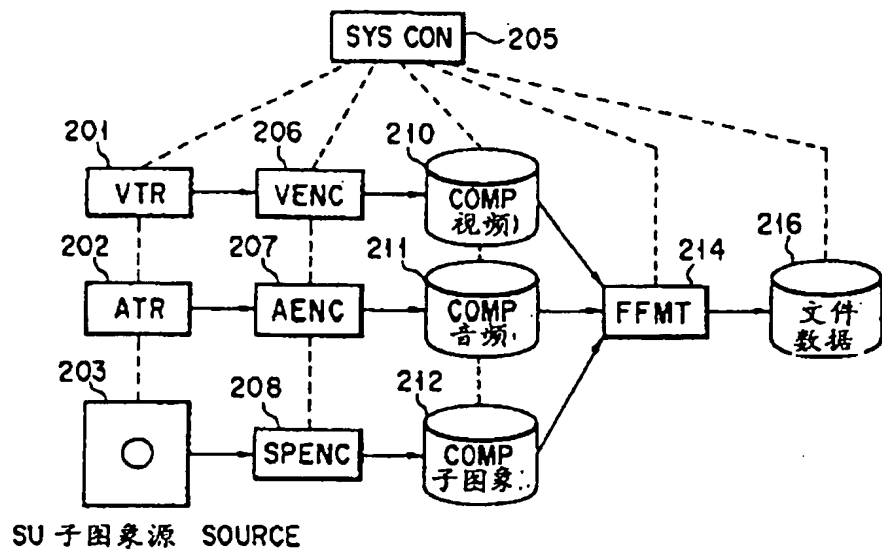 SYS CON
205
201
206
210
VTR
VENC
COMP
视频
202
207
211
214
216
ATR
AENC
COMP
音频
FFMT
文件
数据
203
208
212
SPENC
COMP
子图象
SU 子图象源 SOURCE